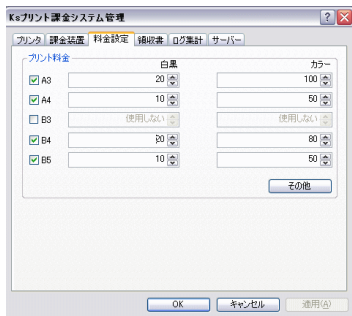 Ksプリント課金システム管理
プリンタ 課金装置 料金設定 領収書 ログ集計 サーバー
プリント料金
白黒 カラー
A3 20 100
A4 10 50
B3 使用しない 使用しない
B4 20 80
B5 10 50
その他
OK キャンセル 適用(A)